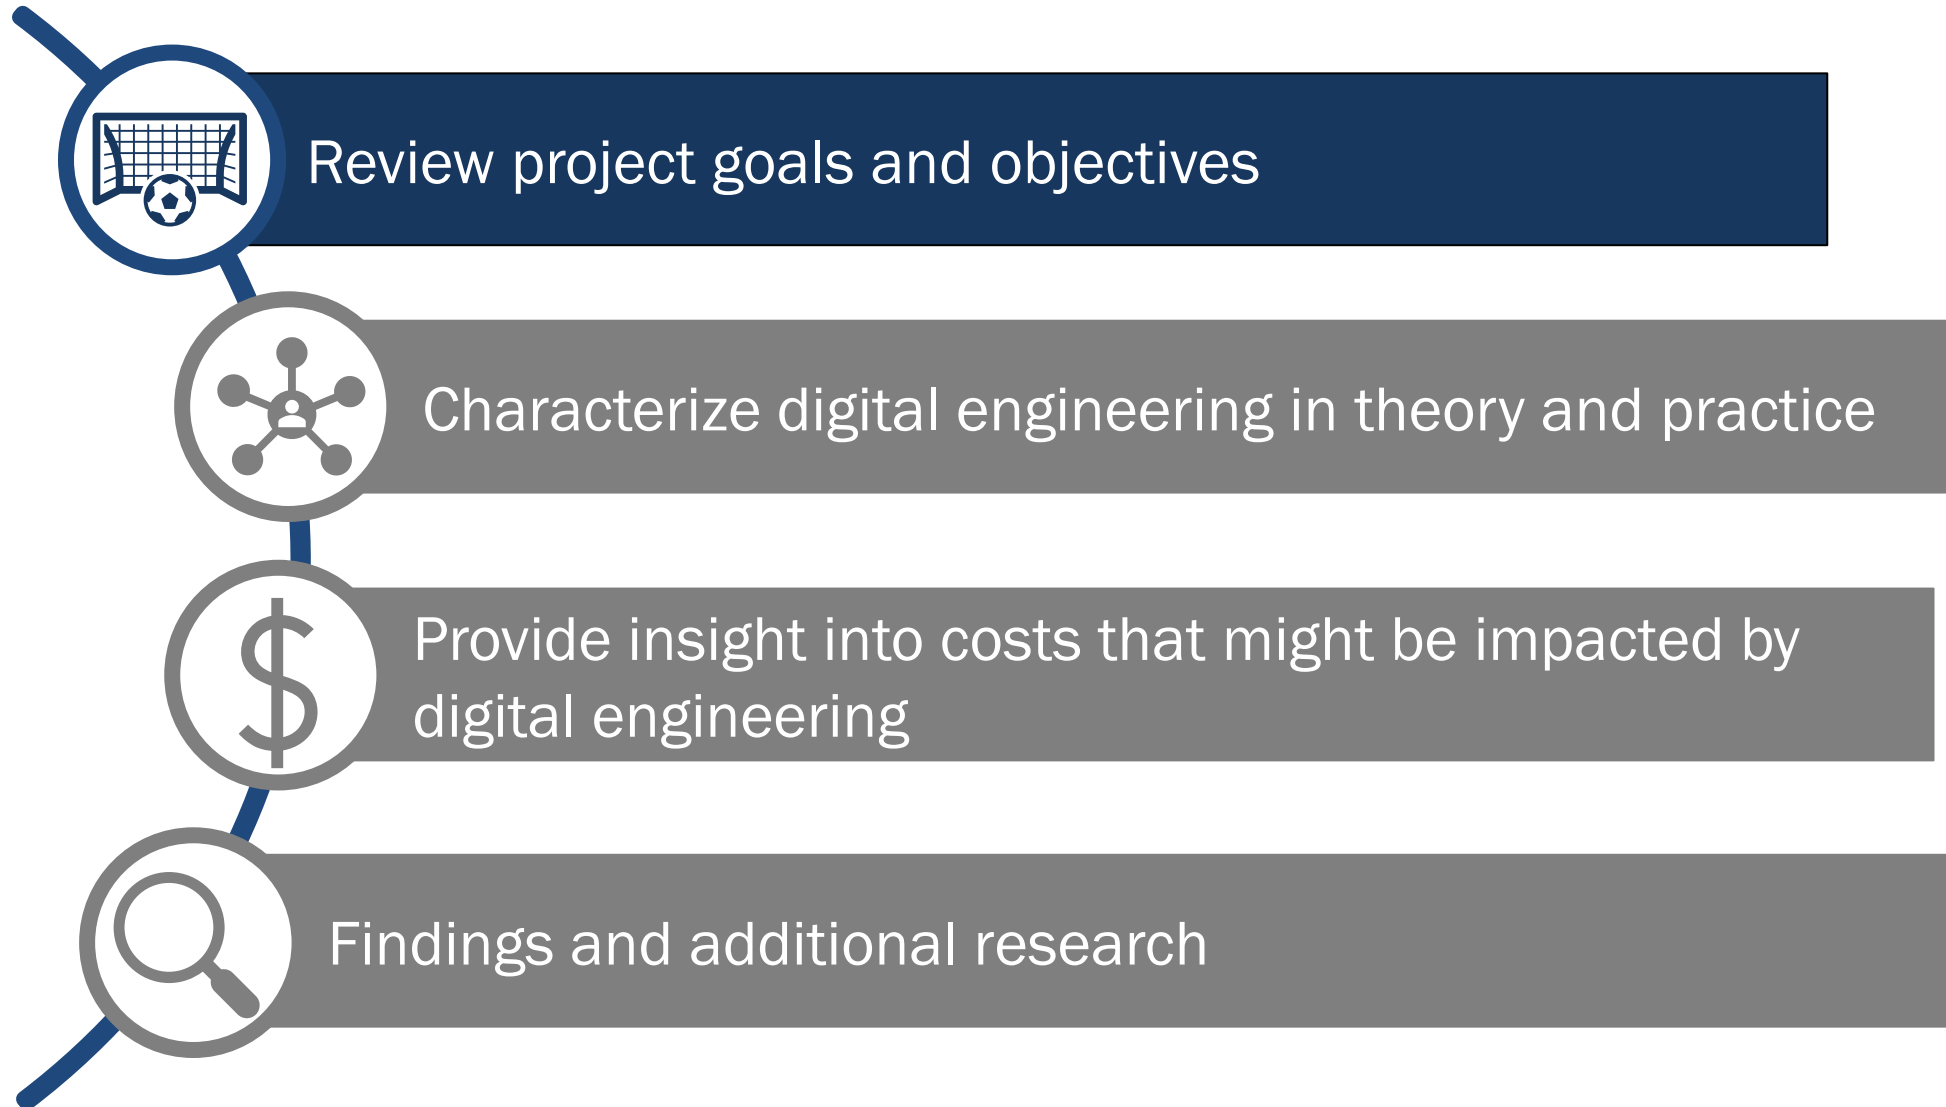 Review project goals and objectives
Characterize digital engineering in theory and practice
Provide insight into costs that might be impacted by
digital engineering
Findings and additional research